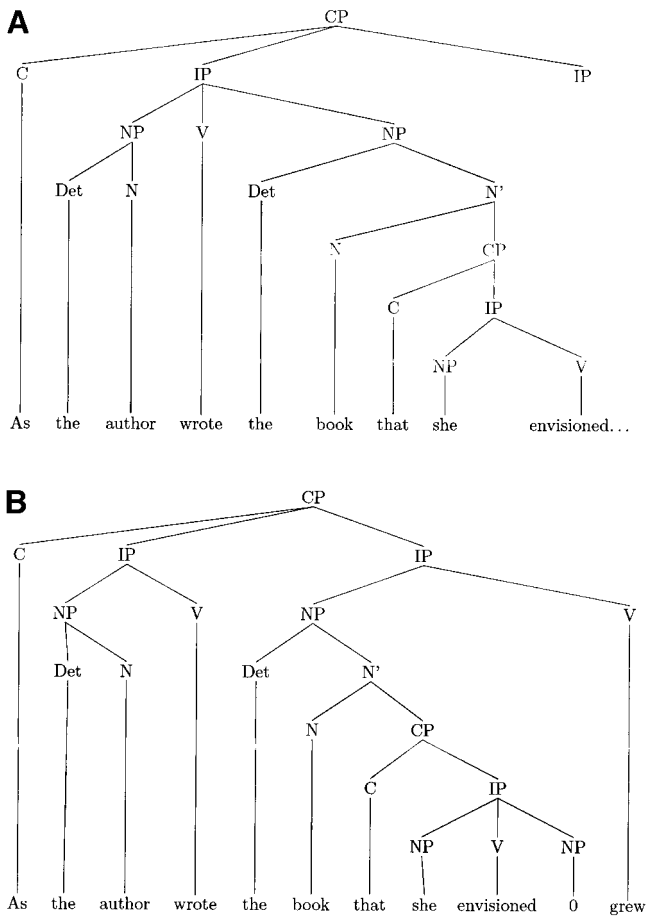 A
CP
C IP IP
NP V NP
Det N Det N'
N CP
C IP
NP V
As the author wrote the book that she envisioned...
B
CP
C IP IP
NP V NP V
Det N Det N'
N CP
C IP
NP V NP
As the author wrote the book that she envisioned 0 grew